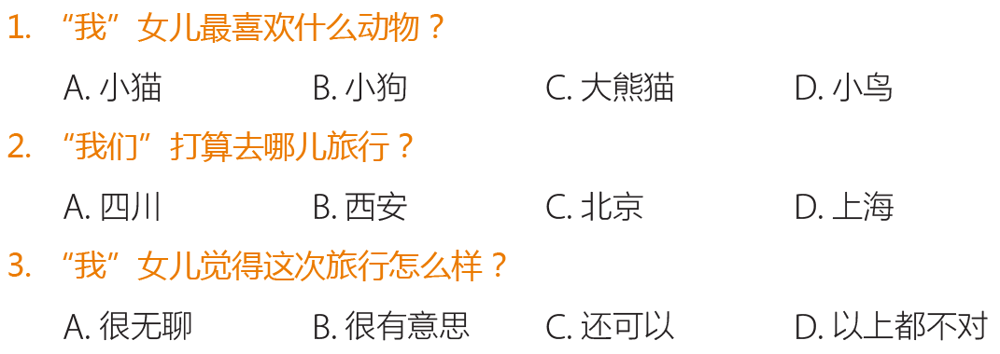 1. “我”女儿最喜欢什么动物？
A. 小猫 B. 小狗 C. 大熊猫 D. 小鸟
2. “我们”打算去哪儿旅行？
A. 四川 B. 西安 C. 北京 D. 上海
3. “我”女儿觉得这次旅行怎么样？
A. 很无聊 B. 很有意思 C. 还可以 D. 以上都不对